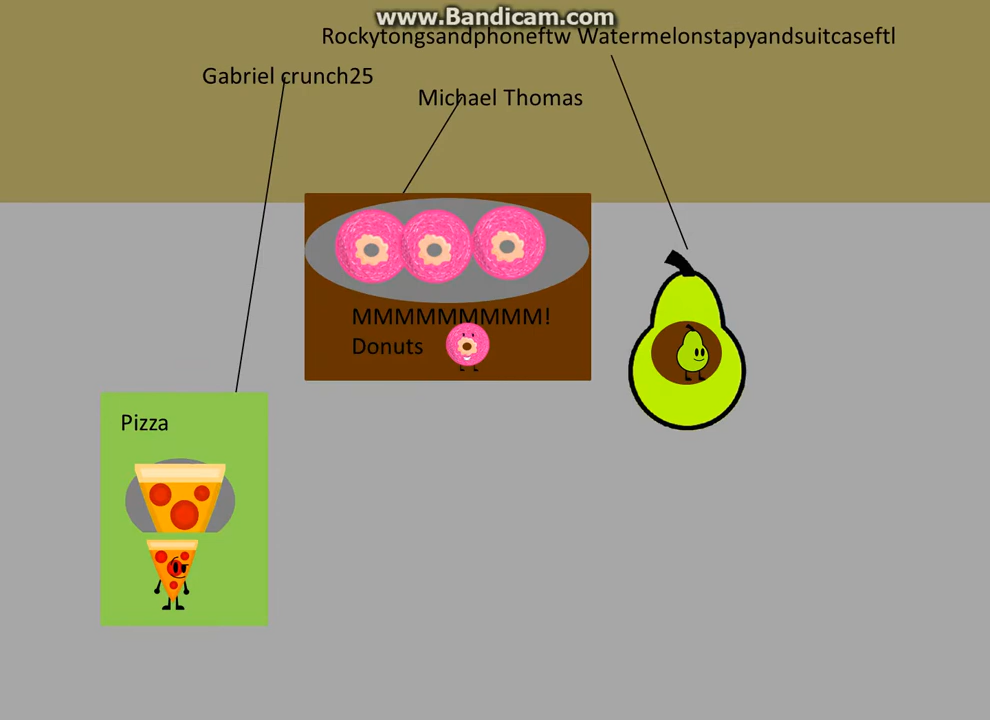 www.Bandicam.com
Rockytongsandphoneftw Watermelonstapyandsuitcaseftl
Gabriel crunch25
Michael Thomas
MMMMMMMMM!
Donuts
Pizza